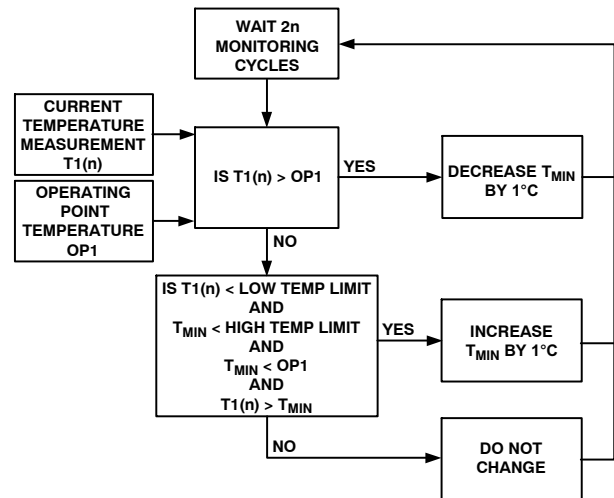 WAIT 2n
MONITORING
CYCLES
CURRENT
TEMPERATURE
MEASUREMENT
T1(n)
IS T1(n) > OP1
YES
DECREASE TMIN
BY 1°C
OPERATING
POINT
TEMPERATURE
OP1
NO
IS T1(n) < LOW TEMP LIMIT
AND
TMIN < HIGH TEMP LIMIT
AND
TMIN < OP1
AND
T1(n) > TMIN
YES
INCREASE
TMIN BY 1°C
NO
DO NOT
CHANGE